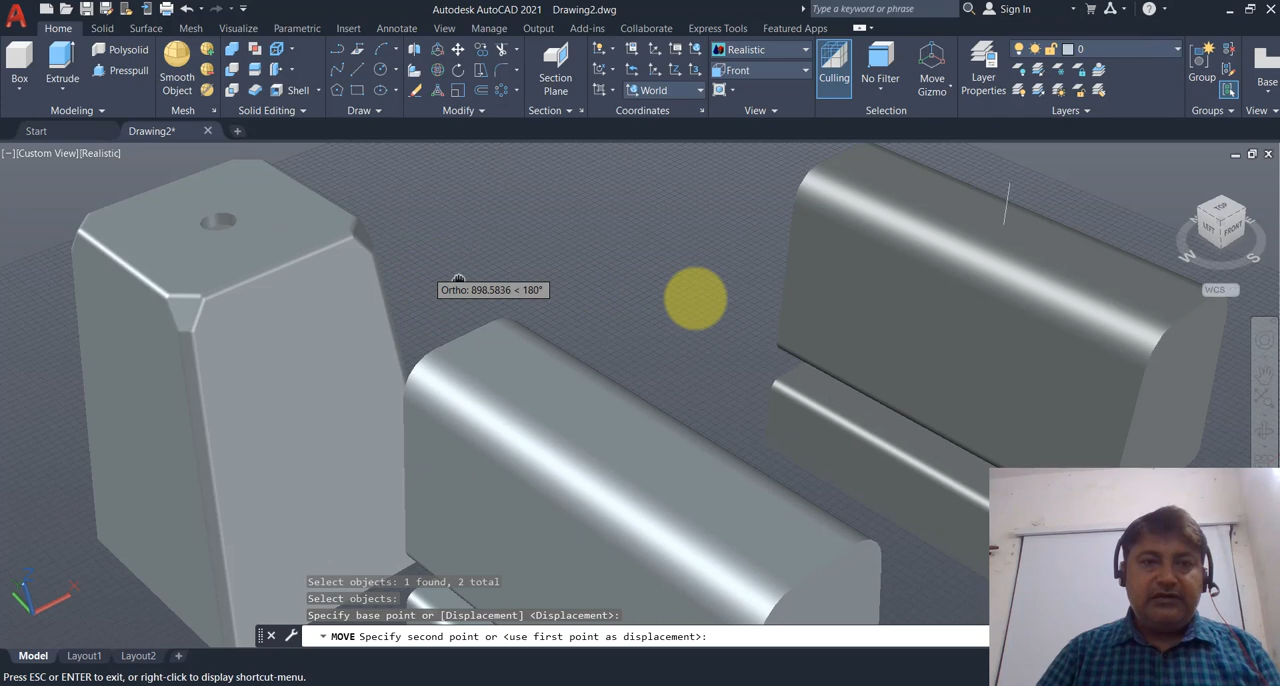 Autodesk AutoCAD 2021 Drawing2.dwg
Type a keyword or phrase
Sign In
Home Solid Surface Mesh Visualize Parametric Insert Annotate View Manage Output Add-ins Collaborate Express Tools Featured Apps
Box
Extrude
Polysolid
Presspull
Smooth
Object
Shell
Section
Plane
World
Realistic
Front
Culling
No Filter
Move
Gizmo
Layer
Properties
0
Group
Base
Modeling
Mesh
Solid Editing
Draw
Modify
Section
Coordinates
View
Selection
Layers
Groups
View
Start
Drawing2*
[−][Custom View][Realistic]
TOP
LEFT
FRONT
W
S
WCS
Ortho: 898.5836 < 180°
Select objects: 1 found, 2 total
Select objects:
Specify base point or [Displacement] <Displacement>:
MOVE Specify second point or <use first point as displacement>:
Model
Layout1
Layout2
Press ESC or ENTER to exit, or right-click to display shortcut-menu.